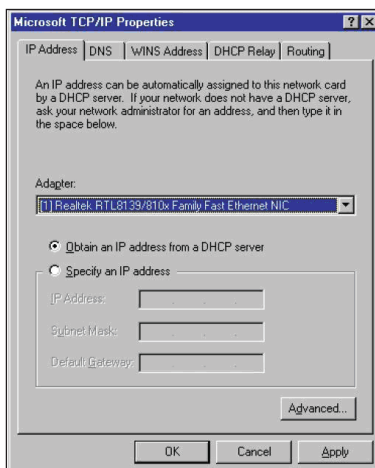 Microsoft TCP/IP Properties
IP Address DNS WINS Address DHCP Relay Routing
An IP address can be automatically assigned to this network card
by a DHCP server. If your network does not have a DHCP server,
ask your network administrator for an address, and then type it in
the space below.
Adapter:
[1] Realtek RTL8139/810x Family Fast Ethernet NIC
Obtain an IP address from a DHCP server
Specify an IP address
IP Address:
Subnet Mask:
Default Gateway:
Advanced...
OK Cancel Apply